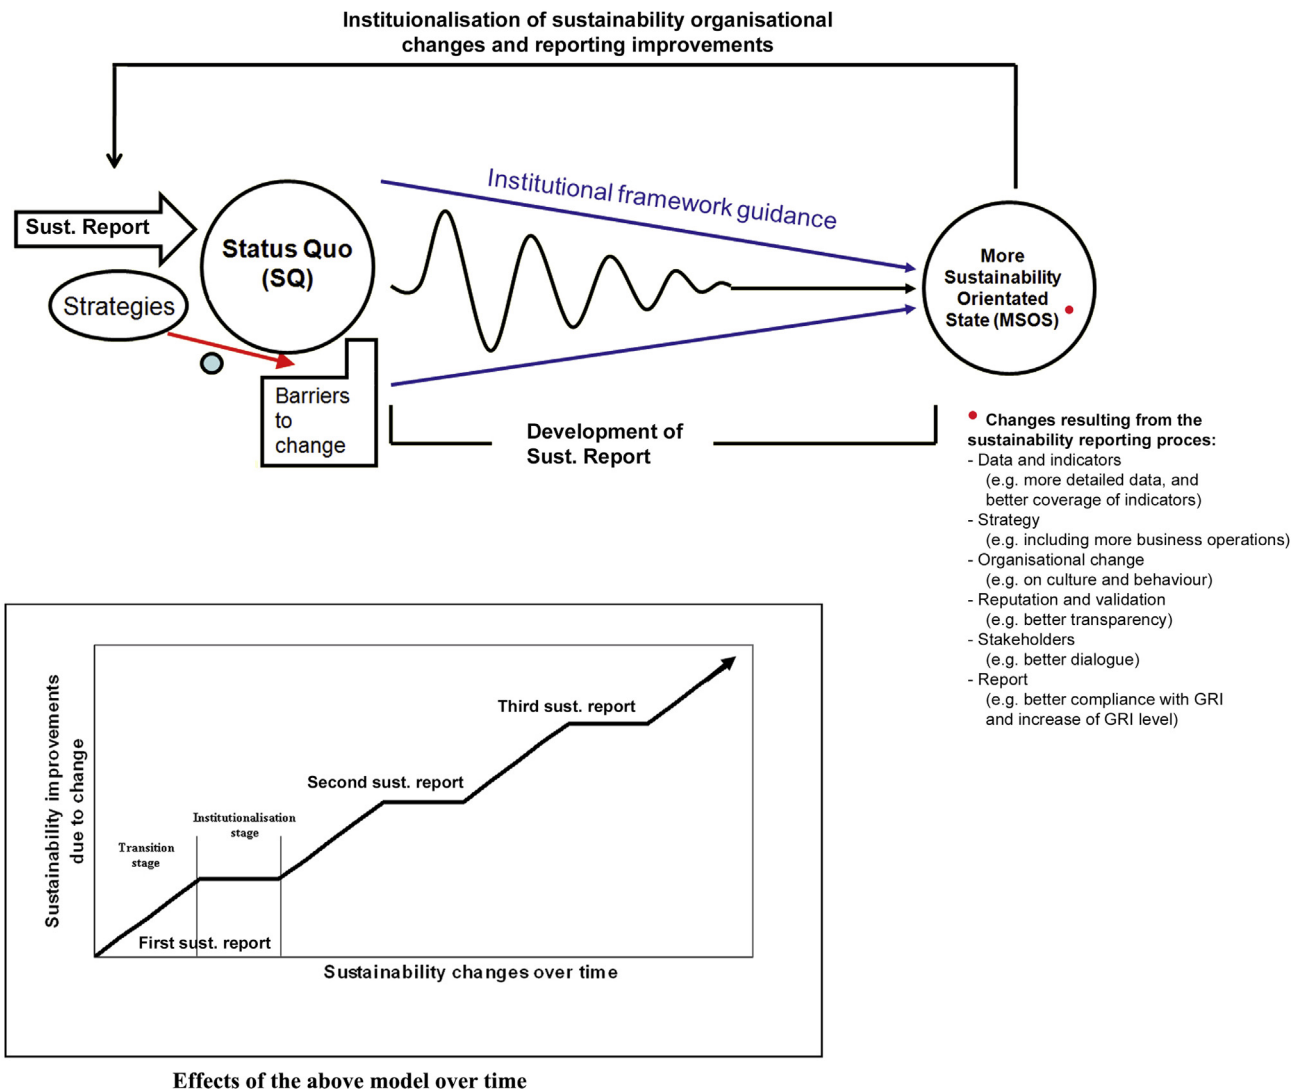 Instituionalisation of sustainability organisational
changes and reporting improvements
Sust. Report
Strategies
Status Quo
(SQ)
Barriers
to
change
Institutional framework guidance
More
Sustainability
Orientated
State (MSOS)
Development of
Sust. Report
Changes resulting from the
sustainability reporting proces:
- Data and indicators
(e.g. more detailed data, and
better coverage of indicators)
- Strategy
(e.g. including more business operations)
- Organisational change
(e.g. on culture and behaviour)
- Reputation and validation
(e.g. better transparency)
- Stakeholders
(e.g. better dialogue)
- Report
(e.g. better compliance with GRI
and increase of GRI level)
Sustainability improvements
due to change
Third sust. report
Second sust. report
Institutionalisation
stage
Transition
stage
First sust. report
Sustainability changes over time
Effects of the above model over time